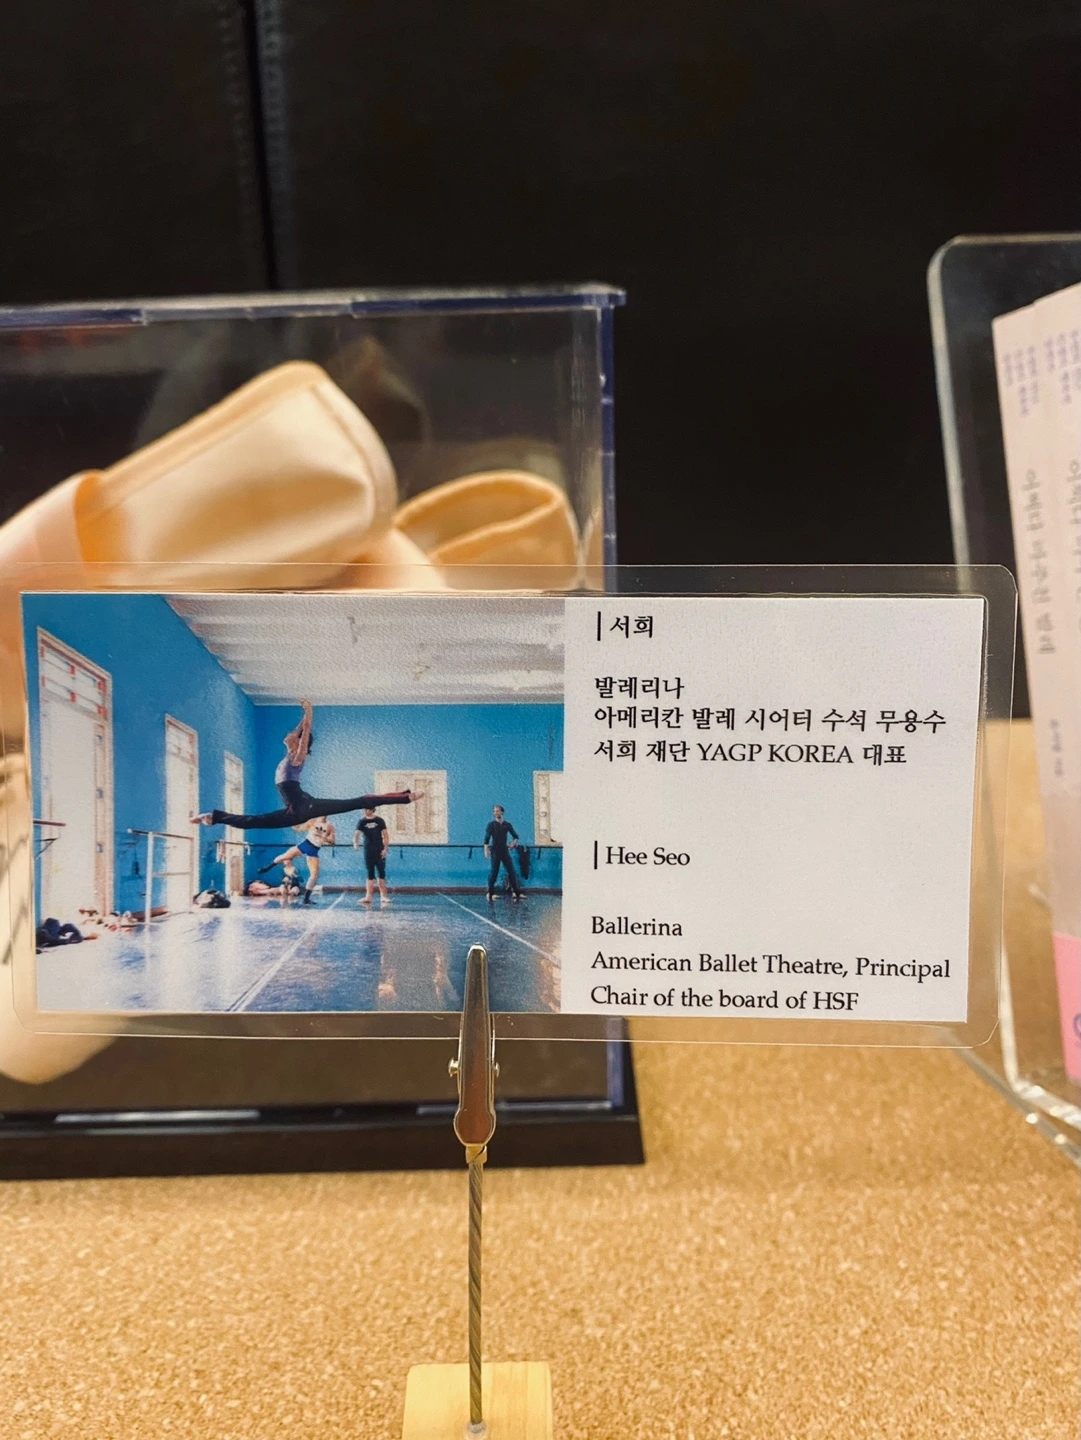 서희
발레리나
아메리칸 발레 시어터 수석 무용수
서희 재단 YAGP KOREA 대표
Hee Seo
Ballerina
American Ballet Theatre, Principal
Chair of the board of HSF